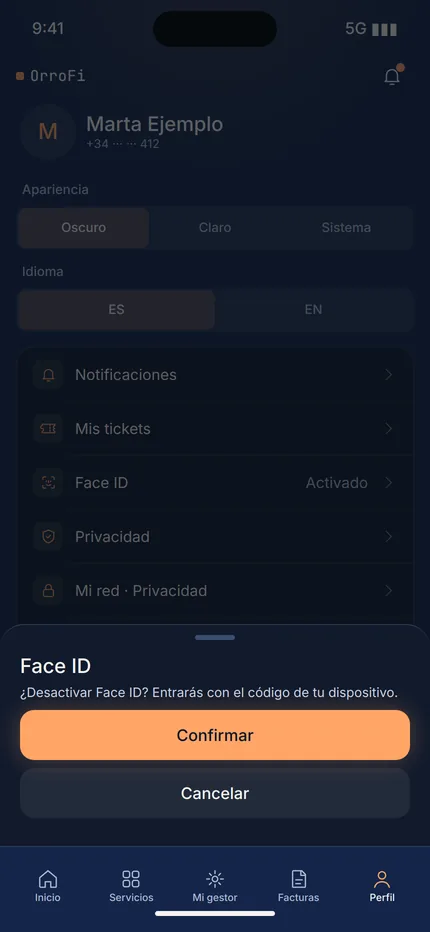 9:41
5G
OrroFi
M
Marta Ejemplo
+34 ··· ··· 412
Apariencia
Oscuro Claro Sistema
Idioma
ES EN
Notificaciones
Mis tickets
Face ID Activado
Privacidad
Mi red · Privacidad
Face ID
¿Desactivar Face ID? Entrarás con el código de tu dispositivo.
Confirmar
Cancelar
Inicio Servicios Mi gestor Facturas Perfil